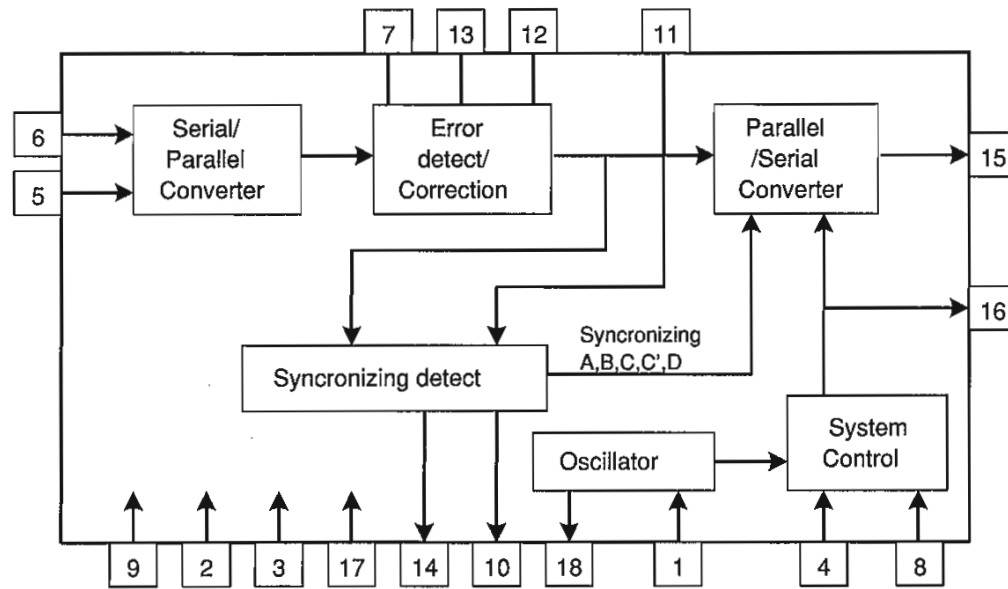 7
13
12
11
6
5
Serial/
Parallel
Converter
Error
detect/
Correction
Parallel
/Serial
Converter
15
16
Syncronizing
A,B,C,C',D
Syncronizing detect
System
Control
Oscillator
9
2
3
17
14
10
18
1
4
8